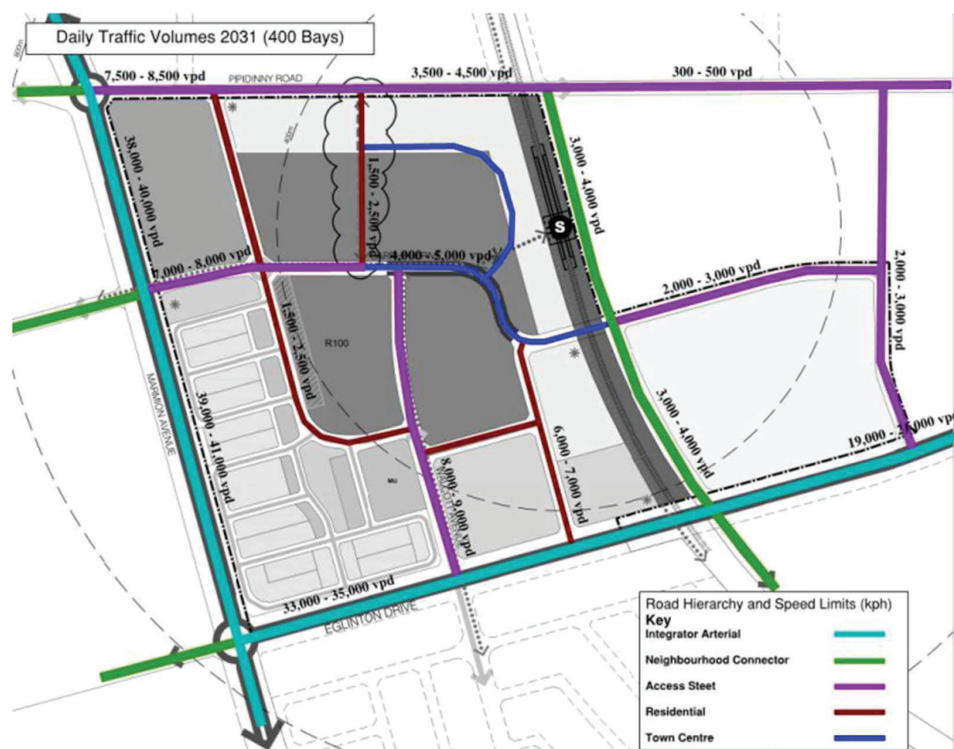 Daily Traffic Volumes 2031 (400 Bays)
7,500 - 8,500 vpd
PIPIDINNY ROAD
3,500 - 4,500 vpd
300 - 500 vpd
400m
38,000 - 40,000 vpd
1,500 - 2,500 vpd
3,000 - 4,000 vpd
S
7,000 - 8,000 vpd
4,000 - 5,000 vpd
2,000 - 3,000 vpd
2,000 - 3,000 vpd
1,500 - 2,500 vpd
R100
MARMION AVENUE
39,000 - 41,000 vpd
3,000 - 4,000 vpd
6,000 - 7,000 vpd
8,000 - 9,000 vpd
MU
33,000 - 35,000 vpd
EGLINTON DRIVE
Road Hierarchy and Speed Limits (kph)
Key
Integrator Arterial
Neighbourhood Connector
Access Steet
Residential
Town Centre